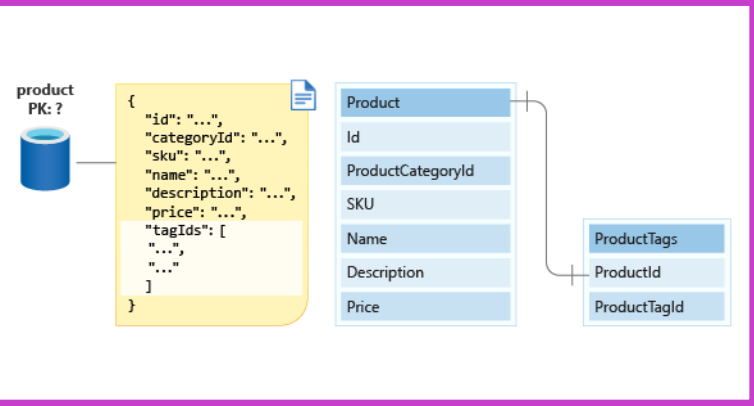 product
PK: ?
{
"id": "...",
"categoryId": "...",
"sku": "...",
"name": "...",
"description": "...",
"price": "...",
"tagIds": [
"...",
"..."
]
}
Product
Id
ProductCategoryId
SKU
Name
Description
Price
ProductTags
ProductId
ProductTagId